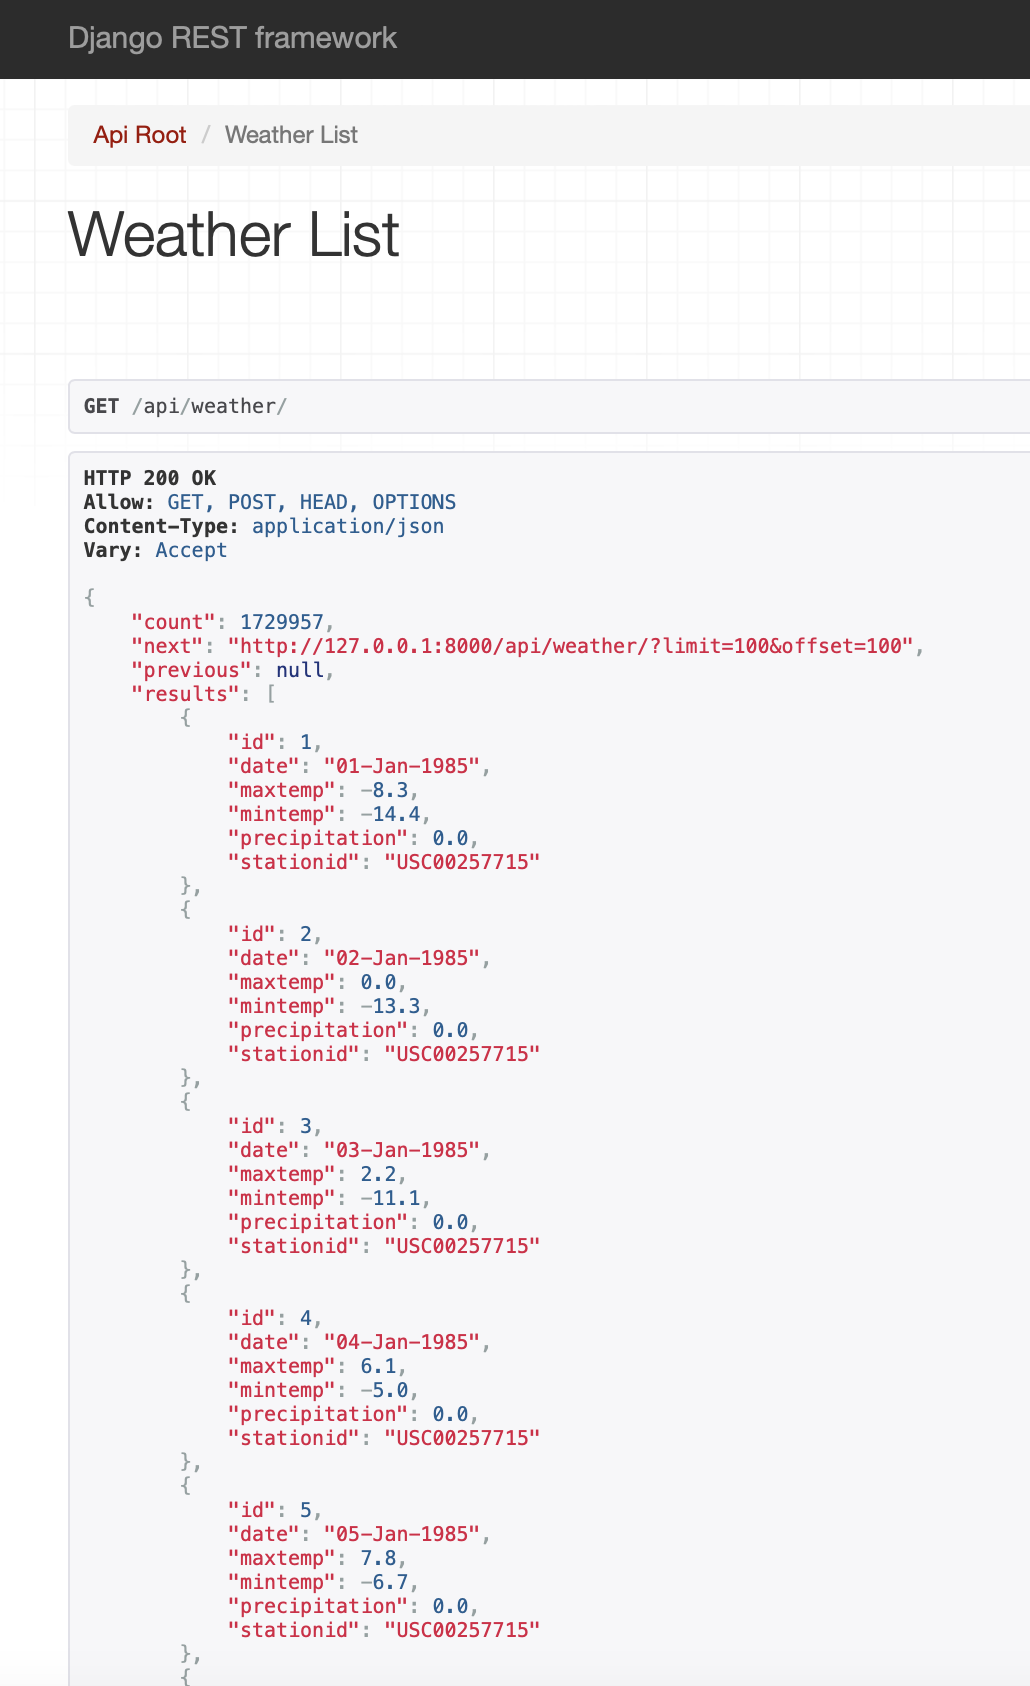 Django REST framework
Api Root / Weather List
Weather List
GET /api/weather/
HTTP 200 OK
Allow: GET, POST, HEAD, OPTIONS
Content-Type: application/json
Vary: Accept
{
    "count": 1729957,
    "next": "http://127.0.0.1:8000/api/weather/?limit=100&offset=100",
    "previous": null,
    "results": [
        {
            "id": 1,
            "date": "01-Jan-1985",
            "maxtemp": -8.3,
            "mintemp": -14.4,
            "precipitation": 0.0,
            "stationid": "USC00257715"
        },
        {
            "id": 2,
            "date": "02-Jan-1985",
            "maxtemp": 0.0,
            "mintemp": -13.3,
            "precipitation": 0.0,
            "stationid": "USC00257715"
        },
        {
            "id": 3,
            "date": "03-Jan-1985",
            "maxtemp": 2.2,
            "mintemp": -11.1,
            "precipitation": 0.0,
            "stationid": "USC00257715"
        },
        {
            "id": 4,
            "date": "04-Jan-1985",
            "maxtemp": 6.1,
            "mintemp": -5.0,
            "precipitation": 0.0,
            "stationid": "USC00257715"
        },
        {
            "id": 5,
            "date": "05-Jan-1985",
            "maxtemp": 7.8,
            "mintemp": -6.7,
            "precipitation": 0.0,
            "stationid": "USC00257715"
        },
        {